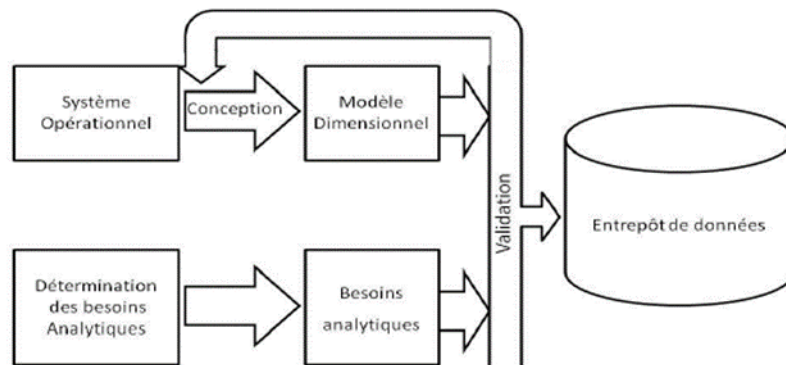 Système
Opérationnel
Conception
Modèle
Dimensionnel
Validation
Entrepôt de données
Détermination
des besoins
Analytiques
Besoins
analytiques